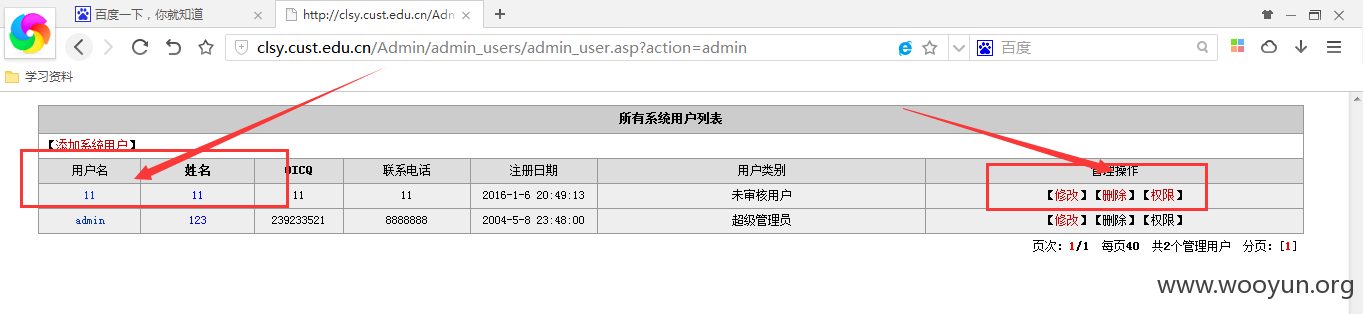 百度一下，你就知道
http://clsy.cust.edu.cn/Adm
clsy.cust.edu.cn/Admin/admin_users/admin_user.asp?action=admin
百度
学习资料
所有系统用户列表
【添加系统用户】
用户名 姓名 OICQ 联系电话 注册日期 用户类别 管理操作
11 11 11 11 2016-1-6 20:49:13 未审核用户 【修改】【删除】【权限】
admin 123 239233521 8888888 2004-5-8 23:48:00 超级管理员 【修改】【删除】【权限】
页次：1/1 每页40 共2个管理用户 分页：[1]
www.wooyun.org